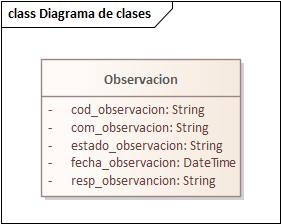 class Diagrama de clases
Observacion
- cod_observacion: String
- com_observacion: String
- estado_observacion: String
- fecha_observacion: DateTime
- resp_observancion: String